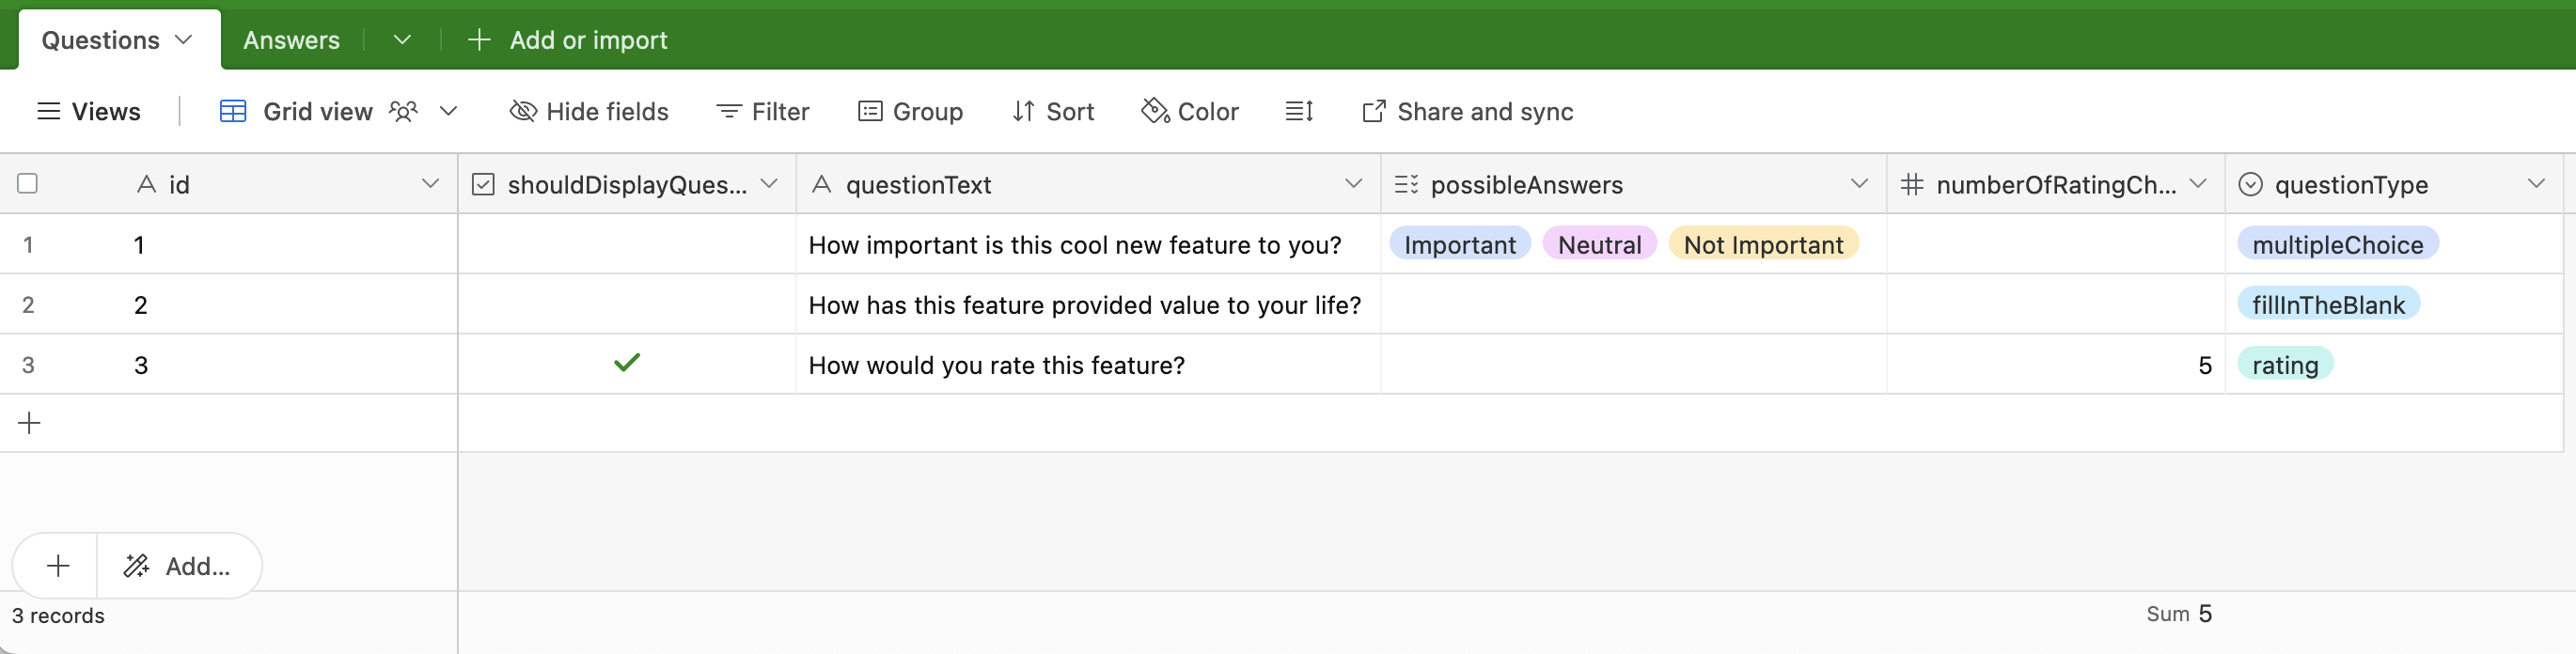 Questions Answers Add or import
Views Grid view Hide fields Filter Group Sort Color Share and sync
id shouldDisplayQues... questionText possibleAnswers numberOfRatingCh... questionType
1 1 How important is this cool new feature to you? Important Neutral Not Important multipleChoice
2 2 How has this feature provided value to your life? fillInTheBlank
3 3 How would you rate this feature? 5 rating
Add...
3 records Sum 5